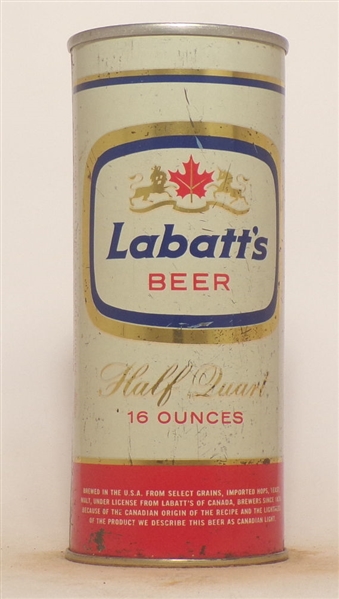 Labatt's
BEER
Half Quart
16 OUNCES
BREWED IN THE U.S.A. FROM SELECT GRAINS, IMPORTED HOPS,
UNDER LICENSE FROM LABATT'S OF CANADA, BREWERS SINCE
BECAUSE OF THE CANADIAN ORIGIN OF THE RECIPE AND THE
OF THE PRODUCT WE DESCRIBE THIS BEER AS CANADIAN LIGHT